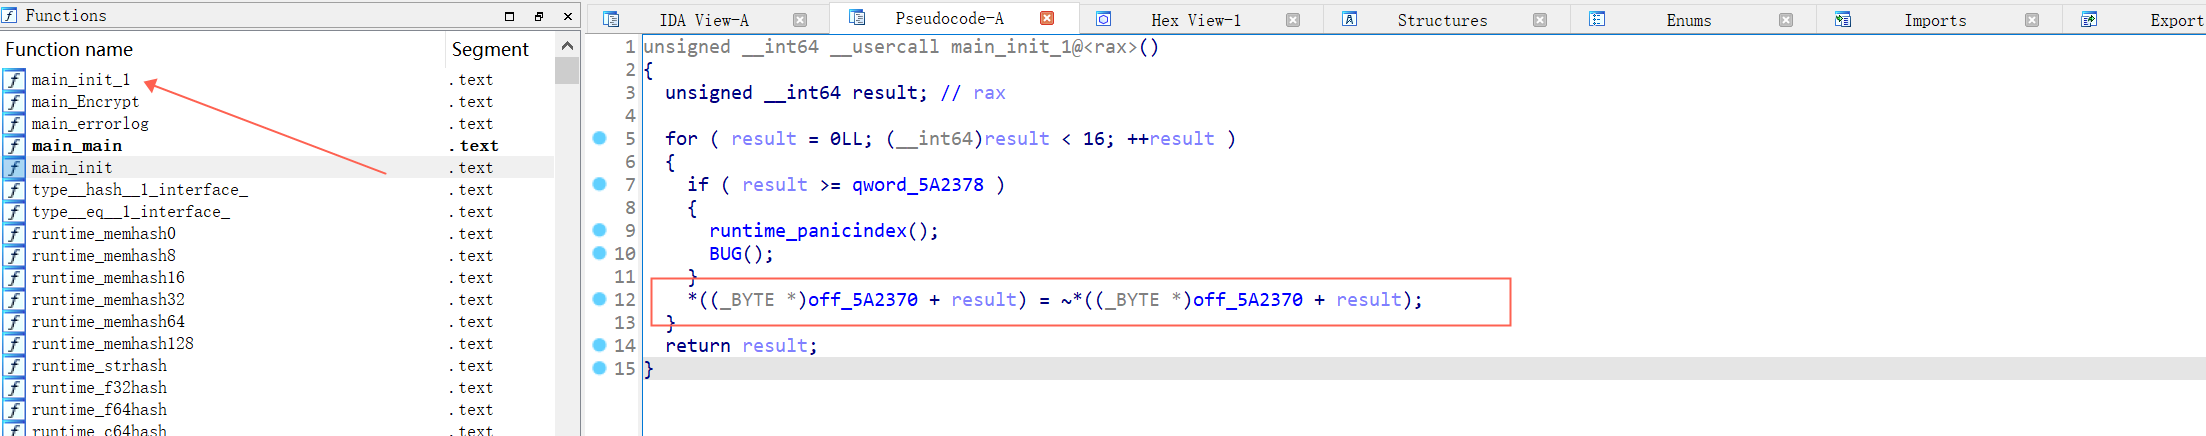 Functions
Function name Segment
main_init_1 .text
main_Encrypt .text
main_errorlog .text
main_main .text
main_init .text
type__hash__1_interface_ .text
type__eq__1_interface_ .text
runtime_memhash0 .text
runtime_memhash8 .text
runtime_memhash16 .text
runtime_memhash32 .text
runtime_memhash64 .text
runtime_memhash128 .text
runtime_strhash .text
runtime_f32hash .text
runtime_f64hash .text
runtime_c64hash .text
IDA View-A Pseudocode-A Hex View-1 Structures Enums Imports Export
1 unsigned __int64 __usercall main_init_1@<rax>()
2 {
3   unsigned __int64 result; // rax
4
5   for ( result = 0LL; (__int64)result < 16; ++result )
6   {
7     if ( result >= qword_5A2378 )
8     {
9       runtime_panicindex();
10       BUG();
11     }
12     *((_BYTE *)off_5A2370 + result) = ~*((_BYTE *)off_5A2370 + result);
13   }
14   return result;
15 }